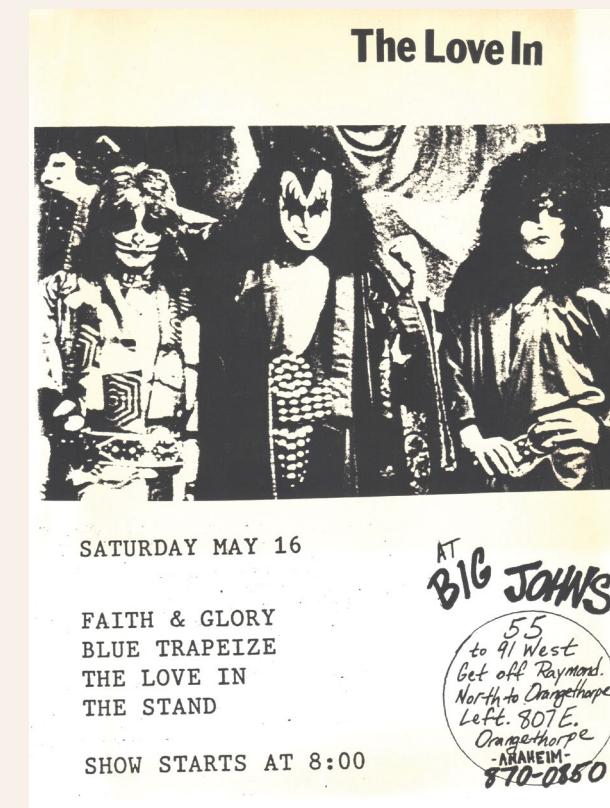 The Love In
SATURDAY MAY 16
FAITH & GLORY
BLUE TRAPEIZE
THE LOVE IN
THE STAND
SHOW STARTS AT 8:00
AT
BIG JOHNS
55
to 91 West
Get off Raymond.
North to Orangethorpe
Left. 807 E.
Orangethorpe
-ANAHEIM-
870-0850